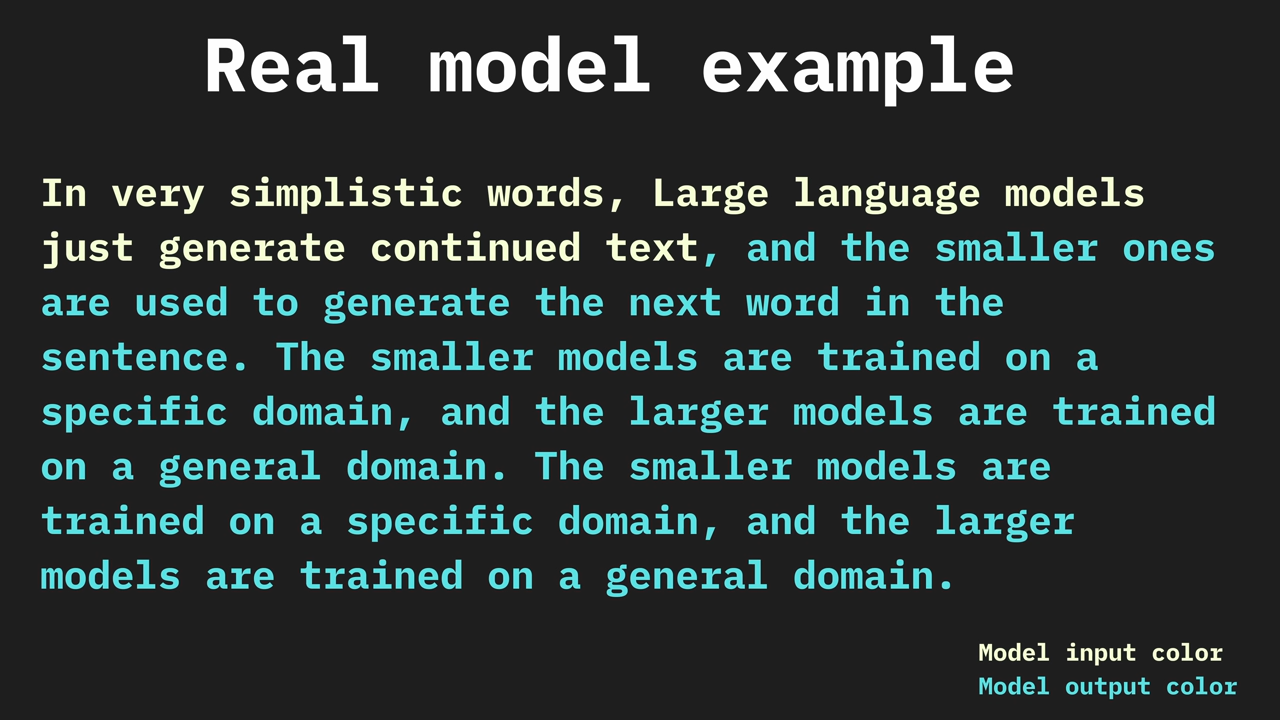 Real model example
In very simplistic words, Large language models
just generate continued text, and the smaller ones
are used to generate the next word in the
sentence. The smaller models are trained on a
specific domain, and the larger models are trained
on a general domain. The smaller models are
trained on a specific domain, and the larger
models are trained on a general domain.
Model input color
Model output color